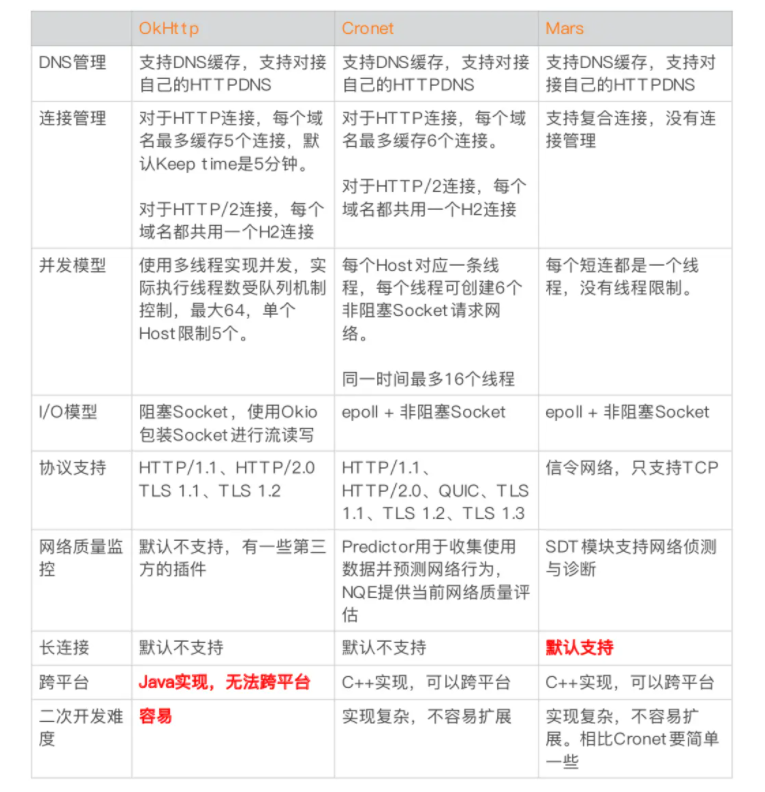 OkHttp Cronet Mars
DNS管理
支持DNS缓存，支持对接
自己的HTTPDNS
支持DNS缓存，支持对接
自己的HTTPDNS
支持DNS缓存，支持对
接自己的HTTPDNS
连接管理
对于HTTP连接，每个域
名最多缓存5个连接，默
认Keep time是5分钟。
对于HTTP/2连接，每个
域名都共用一个H2连接
对于HTTP连接，每个域
名最多缓存6个连接。
对于HTTP/2连接，每个
域名都共用一个H2连接
支持复合连接，没有连
接管理
并发模型
使用多线程实现并发，实
际执行线程数受队列机制
控制，最大64，单个
Host限制5个。
每个Host对应一条线
程，每个线程可创建6个
非阻塞Socket请求网
络。
同一时间最多16个线程
每个短连都是一个线
程，没有线程限制。
I/O模型
阻塞Socket，使用Okio
包装Socket进行流读写
epoll + 非阻塞Socket
epoll + 非阻塞Socket
协议支持
HTTP/1.1、HTTP/2.0
TLS 1.1、TLS 1.2
HTTP/1.1、
HTTP/2.0、QUIC、TLS
1.1、TLS 1.2、TLS 1.3
信令网络，只支持TCP
网络质量监
控
默认不支持，有一些第三
方的插件
Predictor用于收集使用
数据并预测网络行为，
NQE提供当前网络质量评
估
SDT模块支持网络侦测
与诊断
长连接
默认不支持
默认不支持
默认支持
跨平台
Java实现，无法跨平台
C++实现，可以跨平台
C++实现，可以跨平台
二次开发难
度
容易
实现复杂，不容易扩展
实现复杂，不容易扩
展。相比Cronet要简单
一些